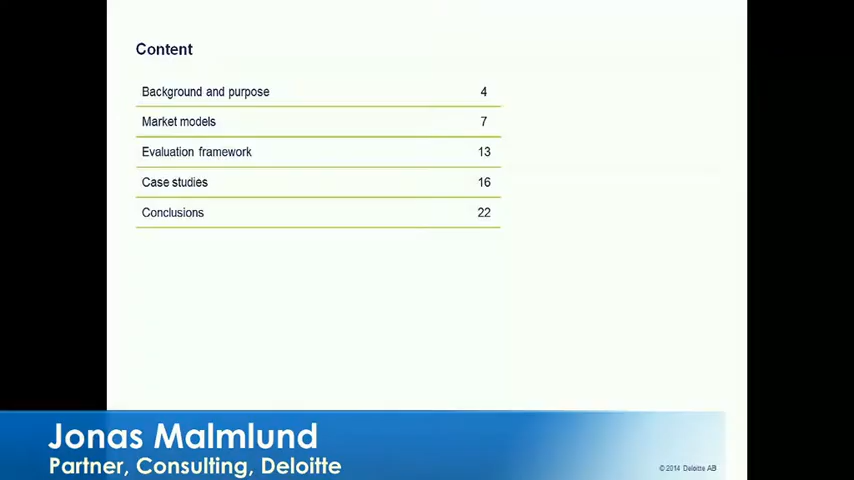 Content
Background and purpose 4
Market models 7
Evaluation framework 13
Case studies 16
Conclusions 22
Jonas Malmlund
Partner, Consulting, Deloitte
© 2014 Deloitte AB